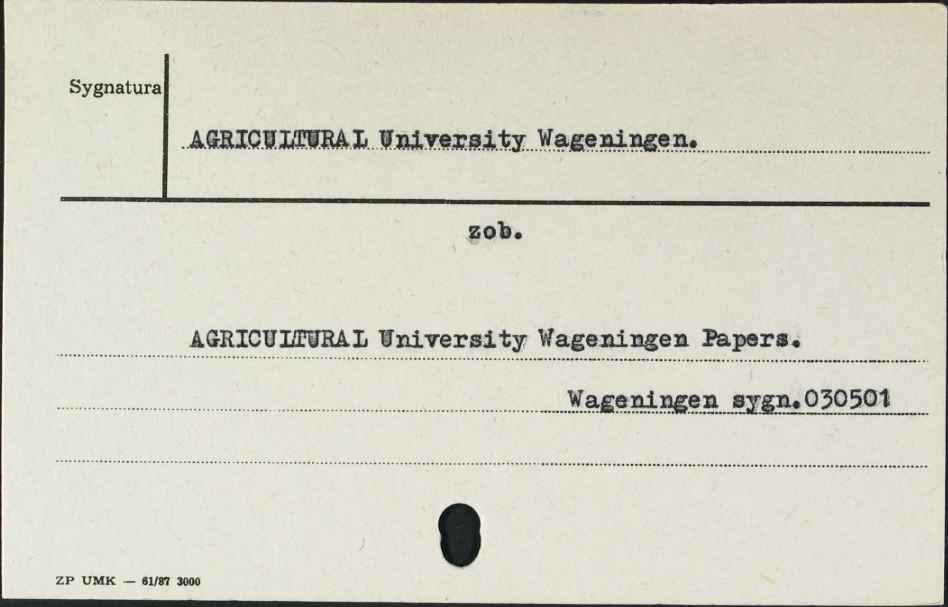 Sygnatura
AGRICULTURAL University Wageningen.
zob.
AGRICULTURAL University Wageningen Papers.
Wageningen sygn.030501
ZP UMK — 61/87 3000